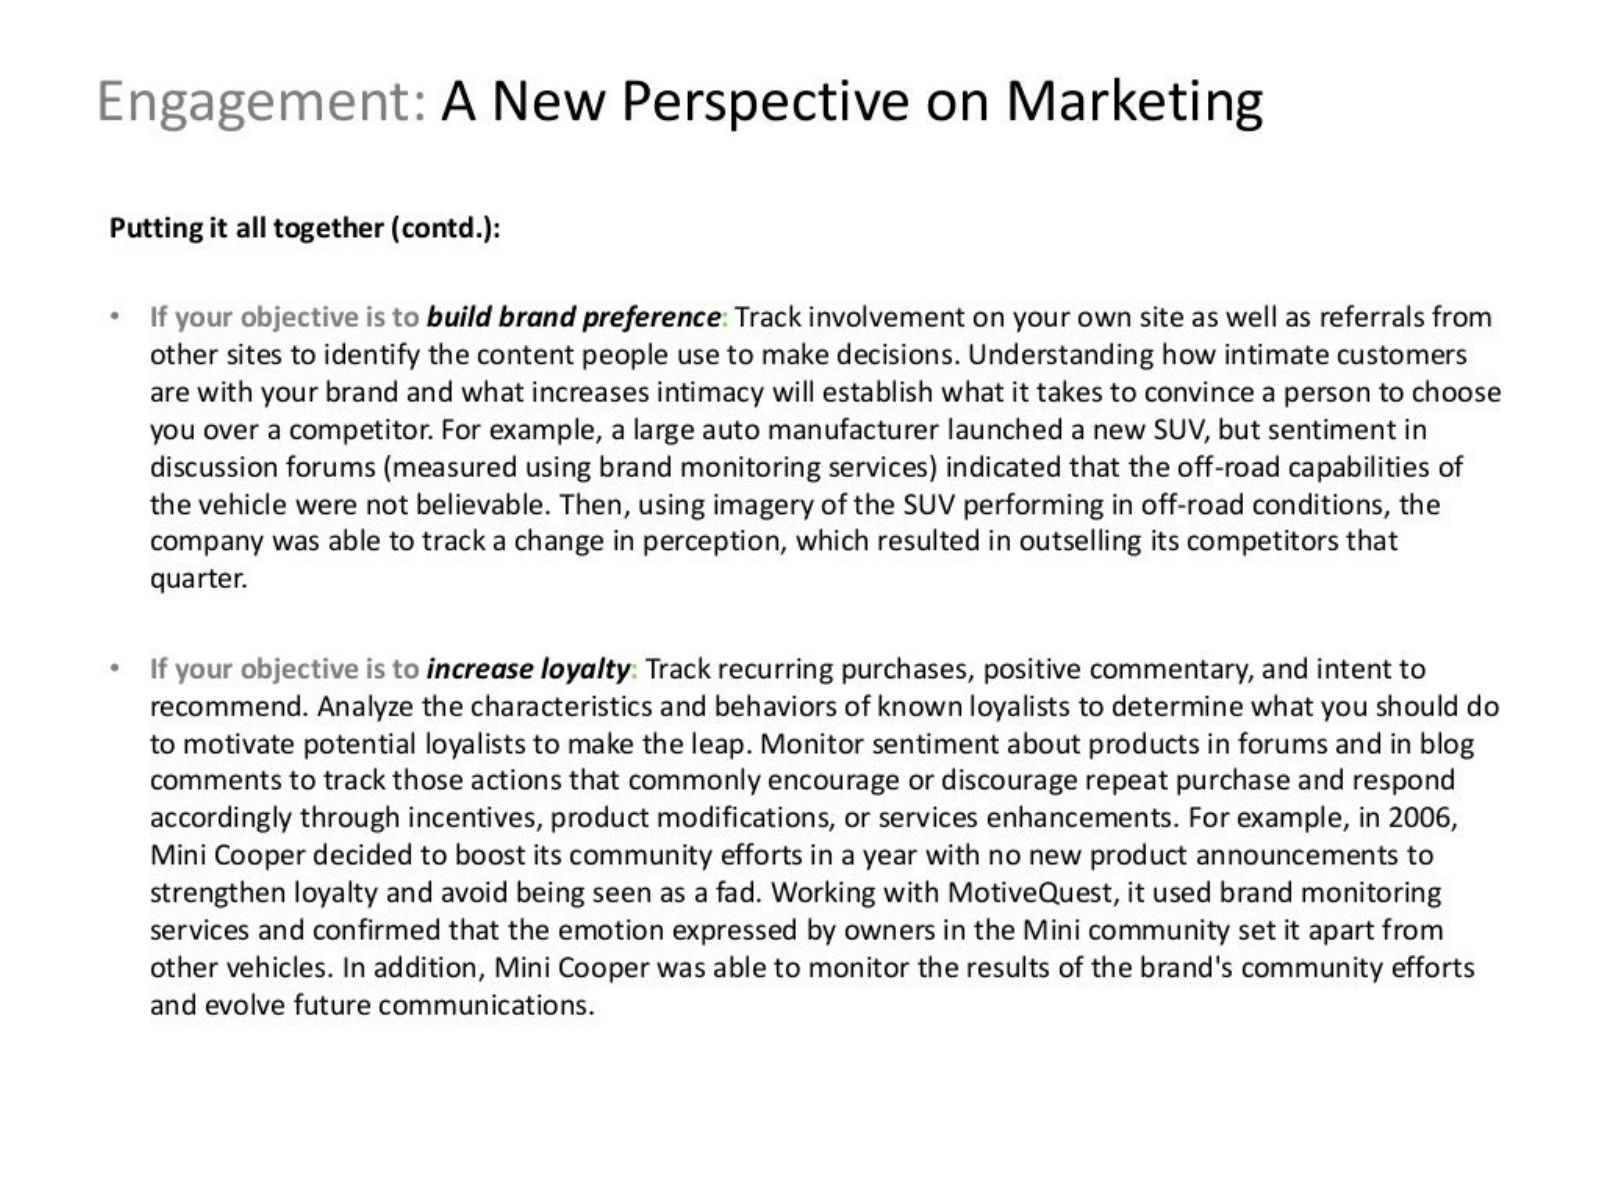 Engagement: A New Perspective on Marketing
Putting it all together (contd.):
• If your objective is to build brand preference: Track involvement on your own site as well as referrals from
other sites to identify the content people use to make decisions. Understanding how intimate customers
are with your brand and what increases intimacy will establish what it takes to convince a person to choose
you over a competitor. For example, a large auto manufacturer launched a new SUV, but sentiment in
discussion forums (measured using brand monitoring services) indicated that the off-road capabilities of
the vehicle were not believable. Then, using imagery of the SUV performing in off-road conditions, the
company was able to track a change in perception, which resulted in outselling its competitors that
quarter.
• If your objective is to increase loyalty: Track recurring purchases, positive commentary, and intent to
recommend. Analyze the characteristics and behaviors of known loyalists to determine what you should do
to motivate potential loyalists to make the leap. Monitor sentiment about products in forums and in blog
comments to track those actions that commonly encourage or discourage repeat purchase and respond
accordingly through incentives, product modifications, or services enhancements. For example, in 2006,
Mini Cooper decided to boost its community efforts in a year with no new product announcements to
strengthen loyalty and avoid being seen as a fad. Working with MotiveQuest, it used brand monitoring
services and confirmed that the emotion expressed by owners in the Mini community set it apart from
other vehicles. In addition, Mini Cooper was able to monitor the results of the brand's community efforts
and evolve future communications.